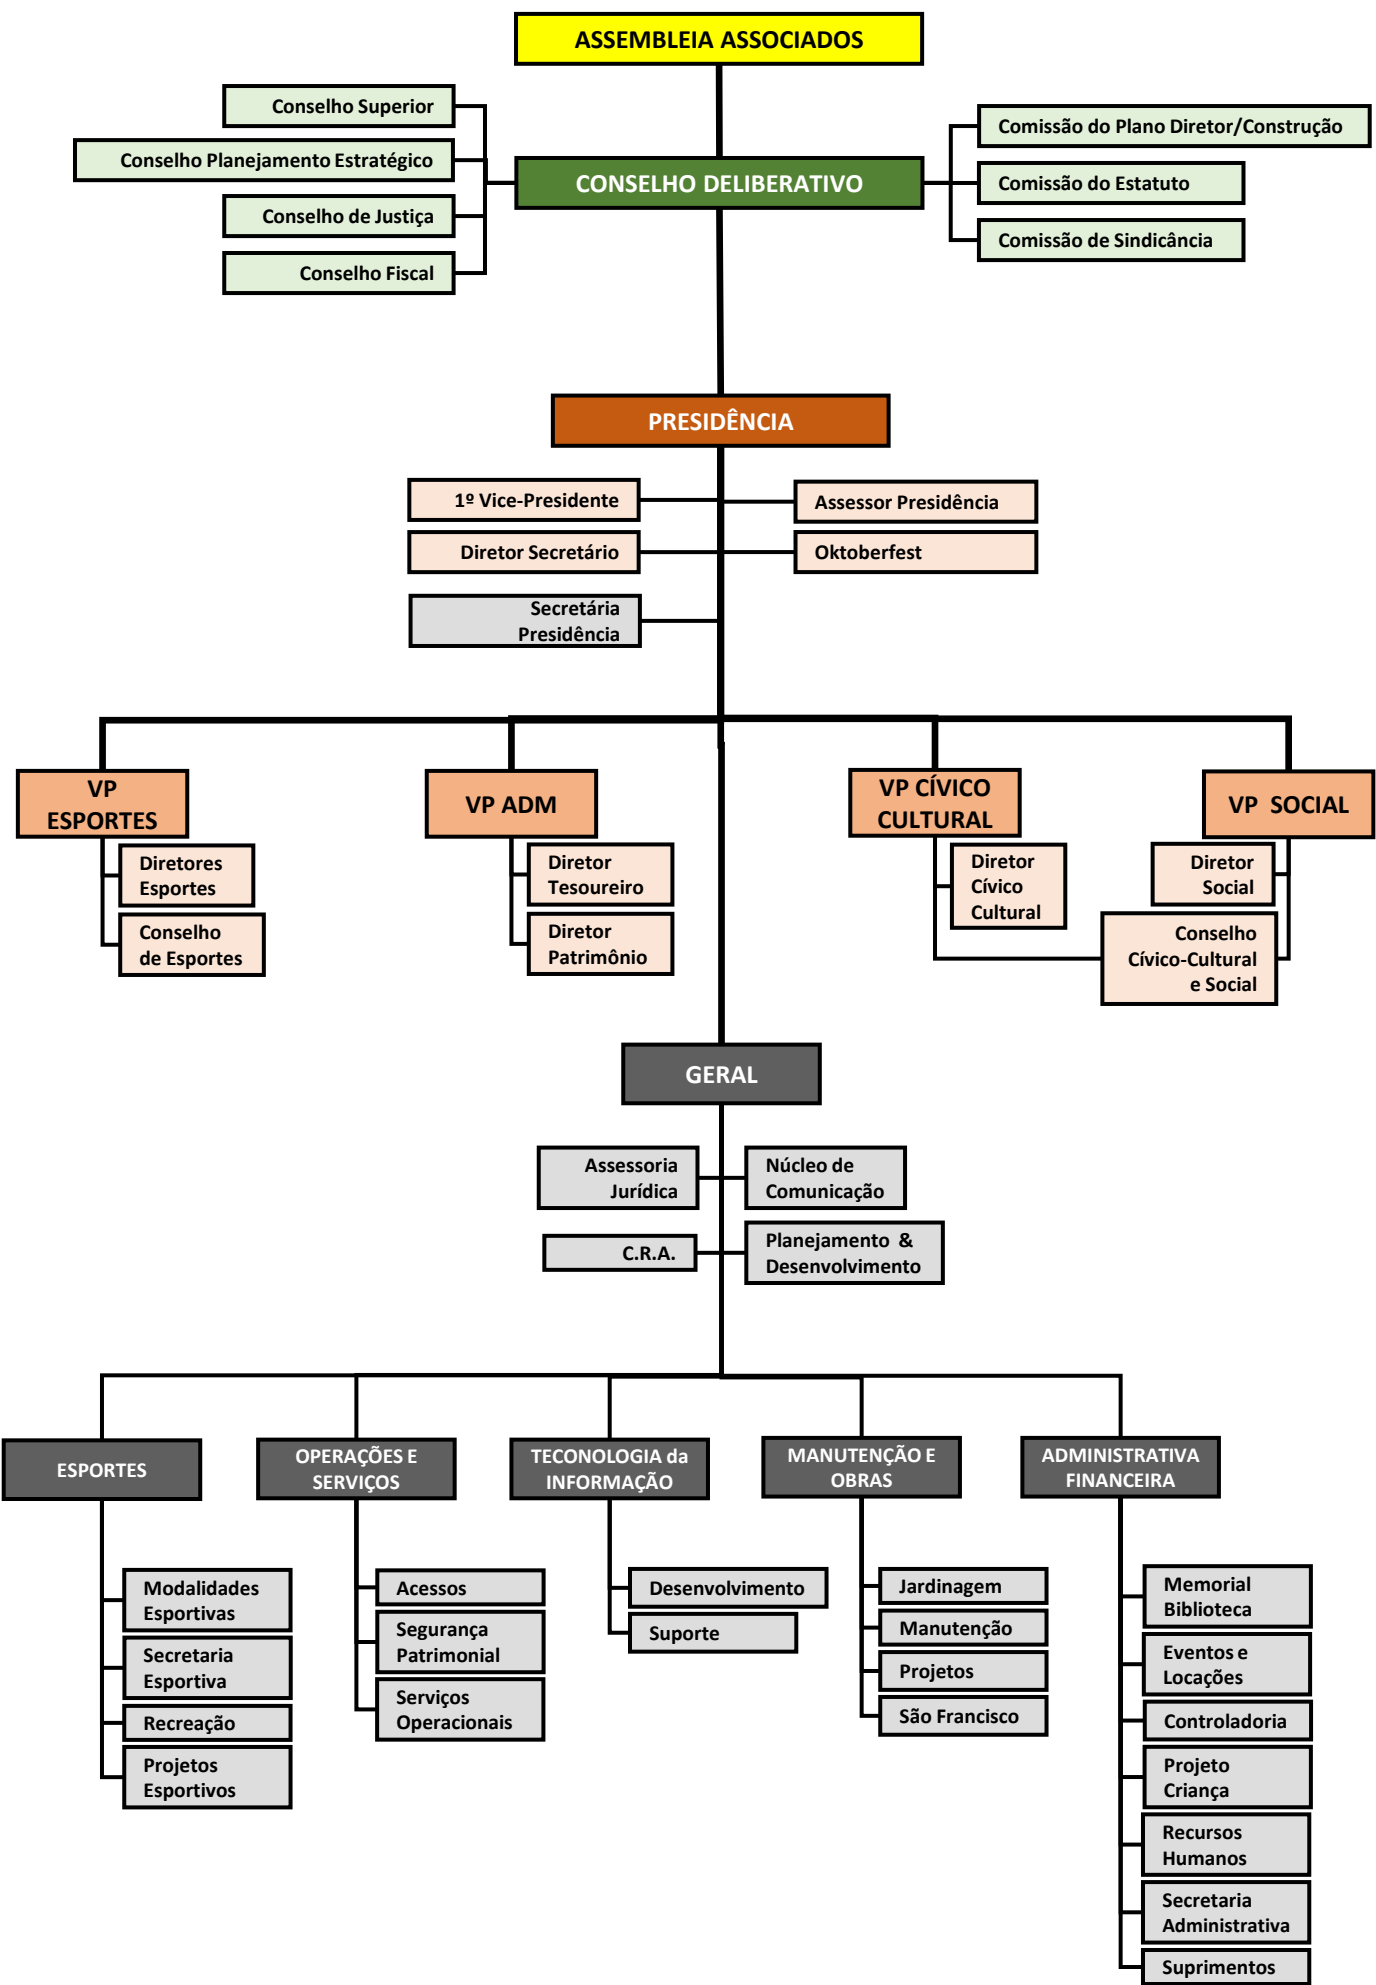 ASSEMBLEIA ASSOCIADOS
Conselho Superior
Conselho Planejamento Estratégico
Conselho de Justiça
Conselho Fiscal
CONSELHO DELIBERATIVO
Comissão do Plano Diretor/Construção
Comissão do Estatuto
Comissão de Sindicância
PRESIDÊNCIA
1º Vice-Presidente
Assessor Presidência
Diretor Secretário
Oktoberfest
Secretária
Presidência
VP
ESPORTES
Diretores
Esportes
Conselho
de Esportes
VP ADM
Diretor
Tesoureiro
Diretor
Patrimônio
VP CÍVICO
CULTURAL
Diretor
Cívico
Cultural
VP SOCIAL
Diretor
Social
Conselho
Cívico-Cultural
e Social
GERAL
Assessoria
Jurídica
Núcleo de
Comunicação
C.R.A.
Planejamento &
Desenvolvimento
ESPORTES
Modalidades
Esportivas
Secretaria
Esportiva
Recreação
Projetos
Esportivos
OPERAÇÕES E
SERVIÇOS
Acessos
Segurança
Patrimonial
Serviços
Operacionais
TECONOLOGIA da
INFORMAÇÃO
Desenvolvimento
Suporte
MANUTENÇÃO E
OBRAS
Jardinagem
Manutenção
Projetos
São Francisco
ADMINISTRATIVA
FINANCEIRA
Memorial
Biblioteca
Eventos e
Locações
Controladoria
Projeto
Criança
Recursos
Humanos
Secretaria
Administrativa
Suprimentos